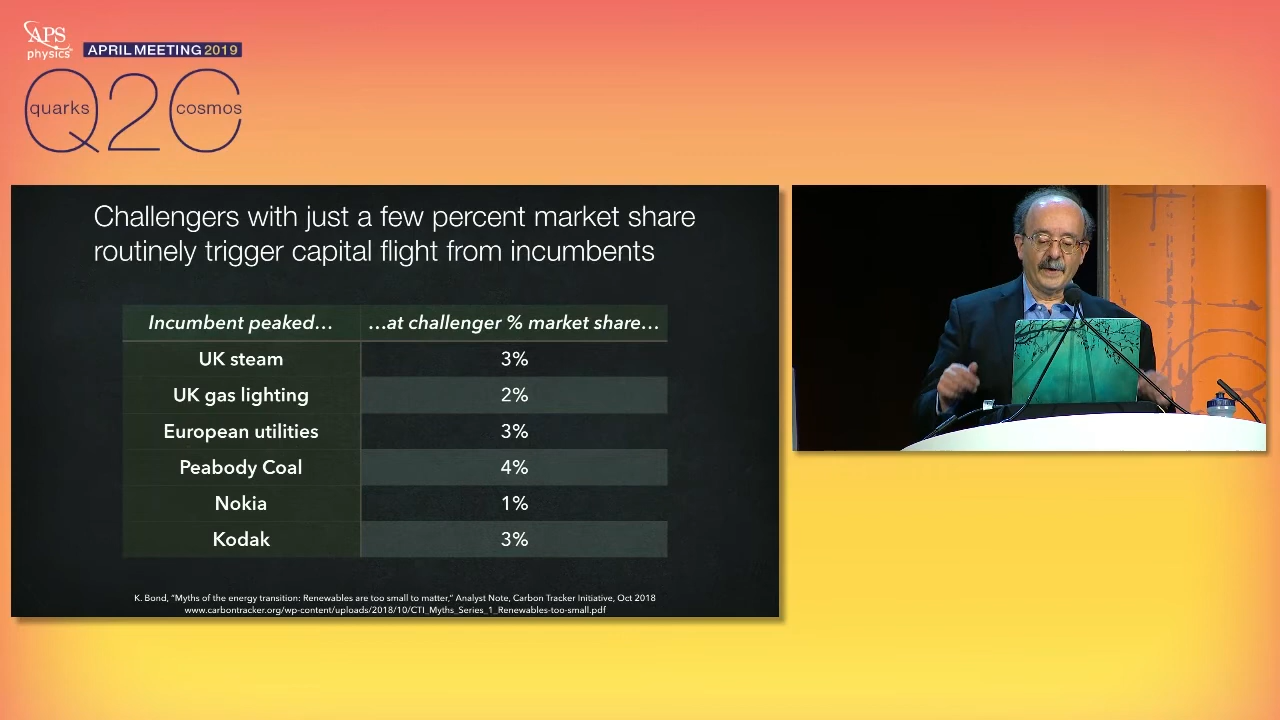 APS
physics
APRIL MEETING 2019
Q2C
quarks
cosmos
Challengers with just a few percent market share
routinely trigger capital flight from incumbents
Incumbent peaked… …at challenger % market share…
UK steam 3%
UK gas lighting 2%
European utilities 3%
Peabody Coal 4%
Nokia 1%
Kodak 3%
K. Bond, “Myths of the energy transition: Renewables are too small to matter,” Analyst Note, Carbon Tracker Initiative, Oct 2018
www.carbontracker.org/wp-content/uploads/2018/10/CTI_Myths_Series_1_Renewables-too-small.pdf